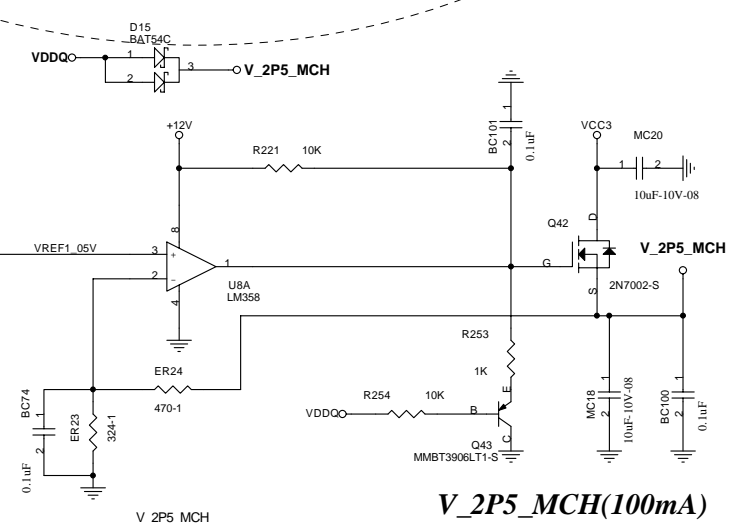 D15
BAT54C
VDDQ
1
3
V_2P5_MCH
2
+12V
R221 10K
BC101
1
2
0.1uF
VCC3
MC20
1 2
10uF-10V-08
8
Q42
D
V_2P5_MCH
VREF1_05V
3
+
1
2
-
G
U8A
LM358
2N7002-S
4
S
R253
1K
ER24
470-1
BC74
1
2
0.1uF
ER23
324-1
R254 10K
E
VDDQ
B
C
Q43
MMBT3906LT1-S
MC18
1
2
10uF-10V-08
BC100
1
2
0.1uF
V_2P5_MCH(100mA)
V_2P5_MCH